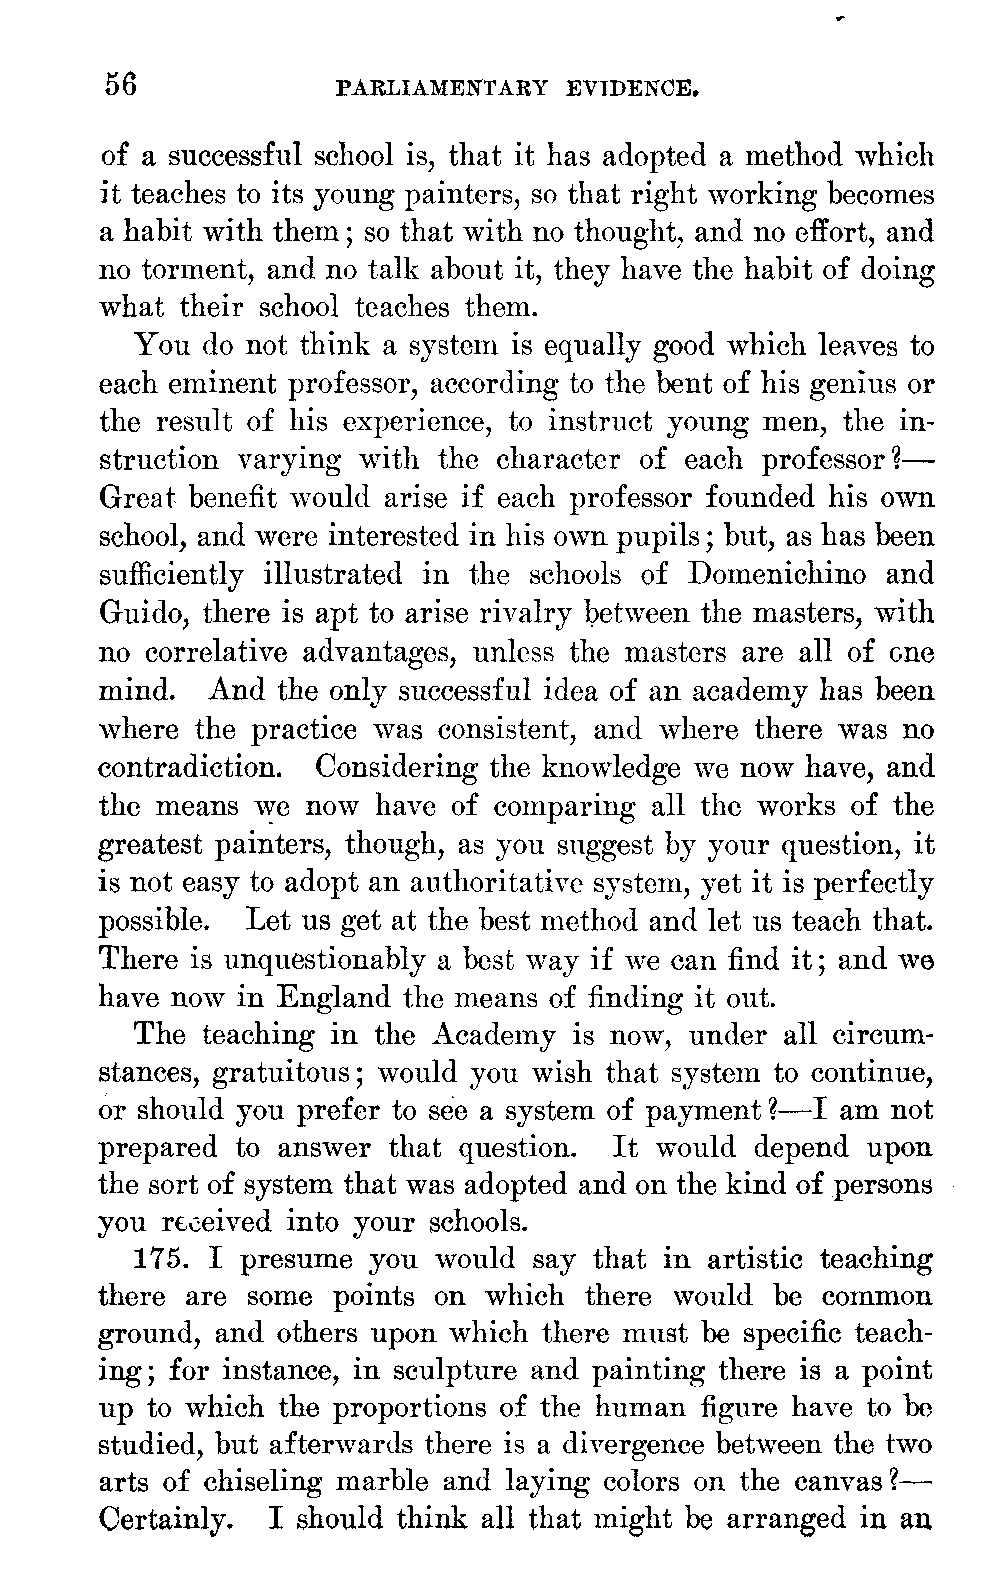 56 PARLIAMENTARY EVIDENCE.
of a successful school is, that it has adopted a method which
it teaches to its young painters, so that right working becomes
a habit with them; so that with no thought, and no effort, and
no torment, and no talk about it, they have the habit of doing
what their school teaches them.
You do not think a system is equally good which leaves to
each eminent professor, according to the bent of his genius or
the result of his experience, to instruct young men, the in-
struction varying with the character of each professor?—
Great benefit would arise if each professor founded his own
school, and were interested in his own pupils; but, as has been
sufficiently illustrated in the schools of Domenichino and
Guido, there is apt to arise rivalry between the masters, with
no correlative advantages, unless the masters are all of one
mind. And the only successful idea of an academy has been
where the practice was consistent, and where there was no
contradiction. Considering the knowledge we now have, and
the means we now have of comparing all the works of the
greatest painters, though, as you suggest by your question, it
is not easy to adopt an authoritative system, yet it is perfectly
possible. Let us get at the best method and let us teach that.
There is unquestionably a best way if we can find it; and we
have now in England the means of finding it out.
The teaching in the Academy is now, under all circum-
stances, gratuitous; would you wish that system to continue,
or should you prefer to see a system of payment?—I am not
prepared to answer that question. It would depend upon
the sort of system that was adopted and on the kind of persons
you received into your schools.
175. I presume you would say that in artistic teaching
there are some points on which there would be common
ground, and others upon which there must be specific teach-
ing; for instance, in sculpture and painting there is a point
up to which the proportions of the human figure have to be
studied, but afterwards there is a divergence between the two
arts of chiseling marble and laying colors on the canvas?—
Certainly. I should think all that might be arranged in an